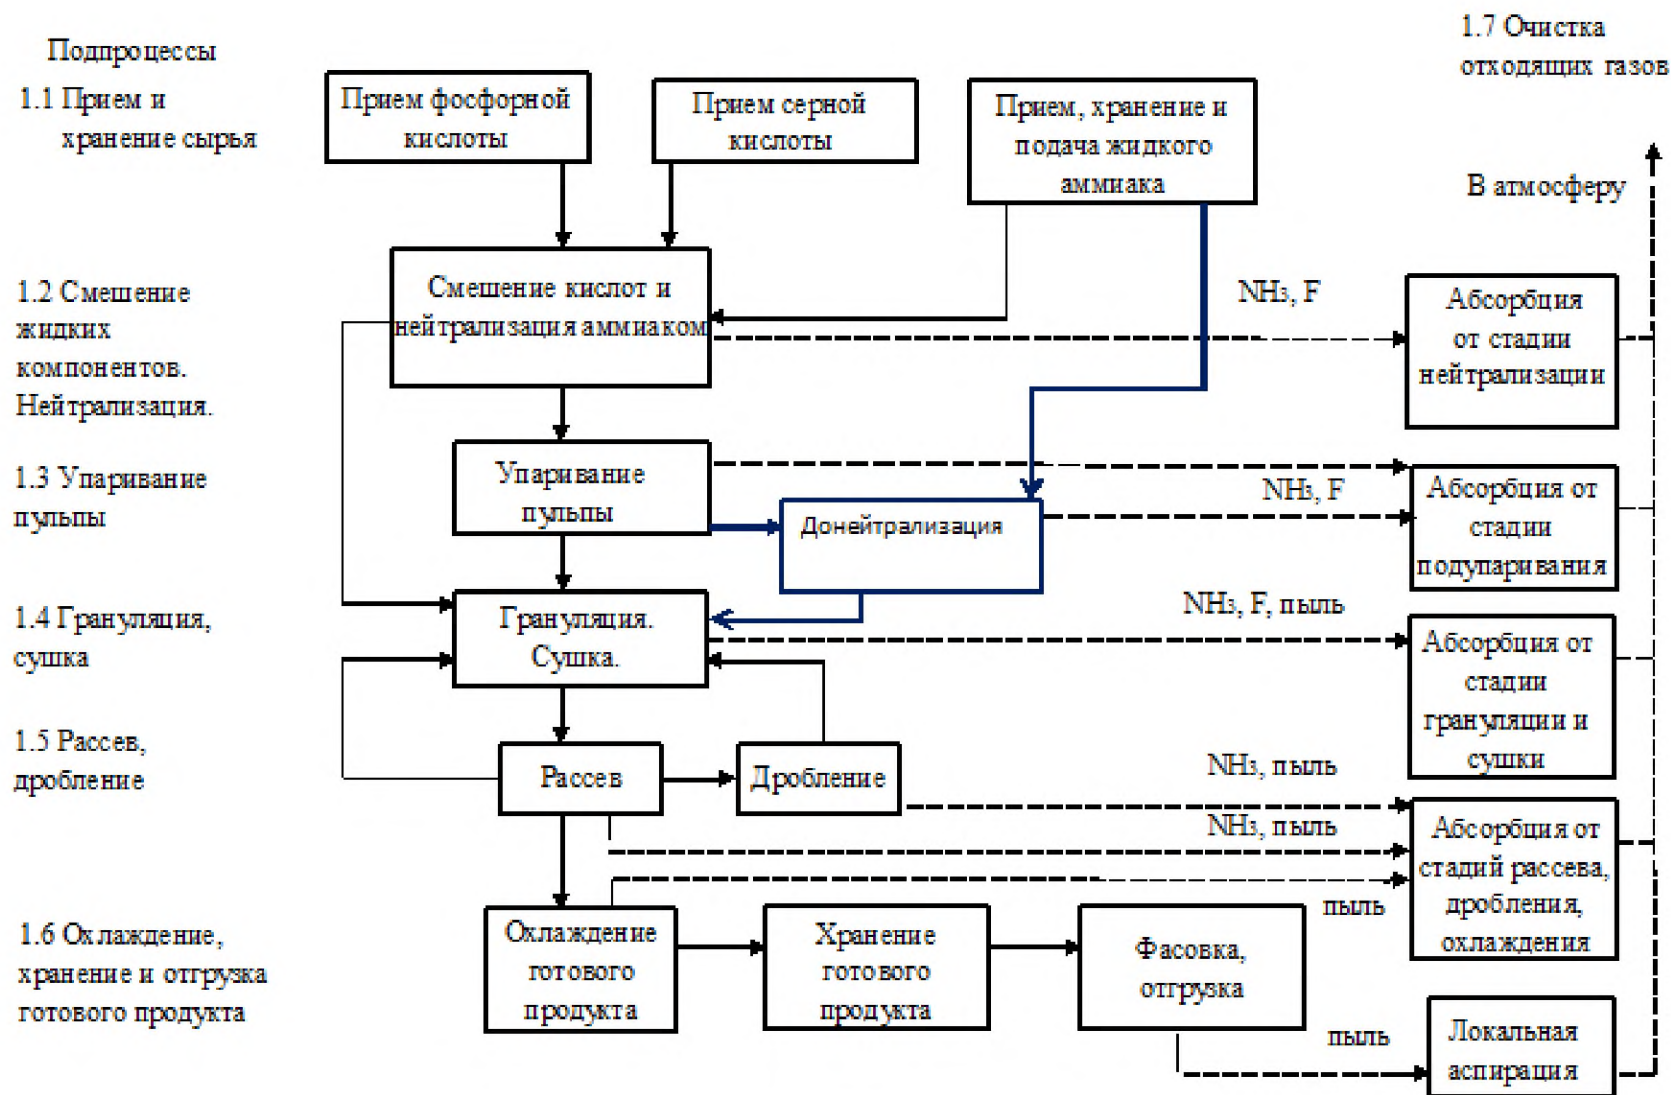 Подпроцессы
1.1 Прием и
хранение сырья
Прием фосфорной
кислоты
Прием серной
кислоты
Прием, хранение и
подача жидкого
аммиака
1.7 Очистка
отходящих газов
В атмосферу
1.2 Смешение
жидких
компонентов.
Нейтрализация.
Смешение кислот и
нейтрализация аммиаком
NH₃, F
Абсорбция
от стадии
нейтрализации
1.3 Упаривание
пульпы
Упаривание
пульпы
Донейтрализация
NH₃, F
Абсорбция от
стадии
подупаривания
1.4 Грануляция,
сушка
Грануляция.
Сушка.
NH₃, F, пыль
Абсорбция от
стадии
грануляции и
сушки
1.5 Рассев,
дробление
Рассев
Дробление
NH₃, пыль
NH₃, пыль
пыль
Абсорбция от
стадий рассева,
дробления,
охлаждения
1.6 Охлаждение,
хранение и отгрузка
готового продукта
Охлаждение
готового
продукта
Хранение
готового
продукта
Фасовка,
отгрузка
пыль
Локальная
аспирация